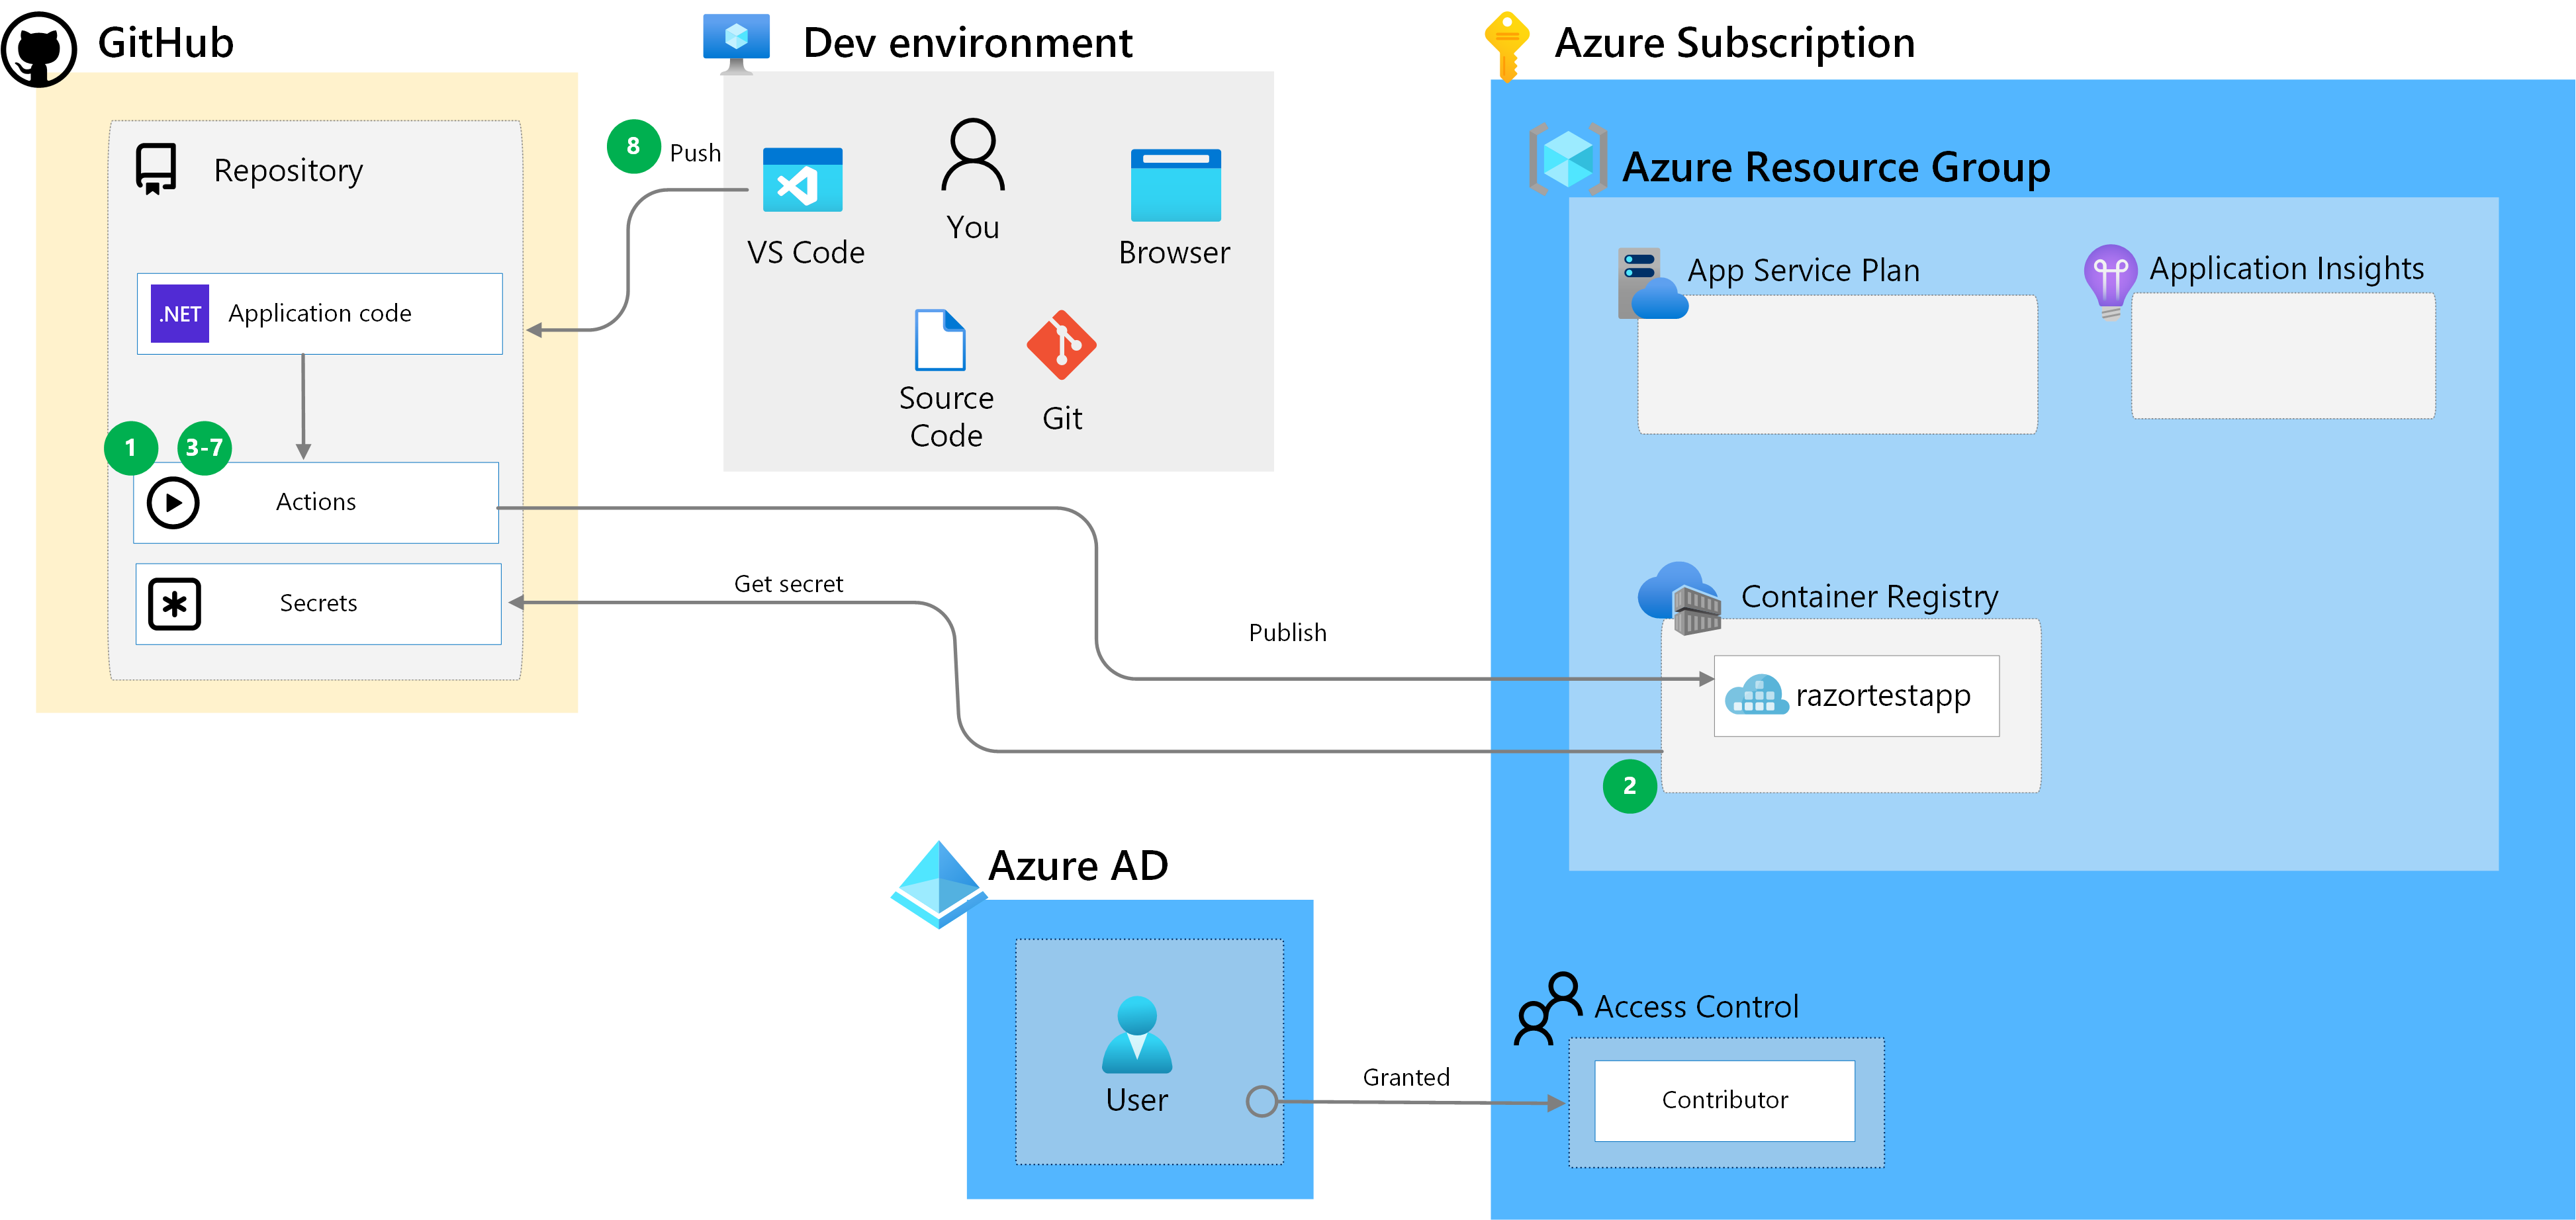 GitHub
Repository
.NET
Application code
1
3-7
Actions
Secrets
8
Push
Dev environment
VS Code
You
Browser
Source
Code
Git
Get secret
Publish
Azure Subscription
Azure Resource Group
App Service Plan
Application Insights
Container Registry
razortestapp
2
Azure AD
User
Granted
Access Control
Contributor